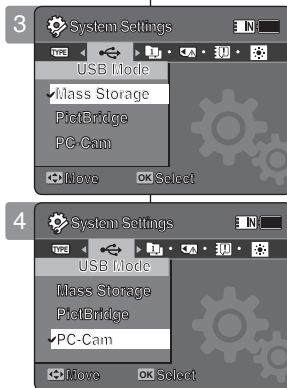 3
System Settings
IN
TYPE
USB Mode
Mass Storage
PictBridge
PC-Cam
Move OK Select
4
System Settings
IN
TYPE
USB Mode
Mass Storage
PictBridge
PC-Cam
Move OK Select